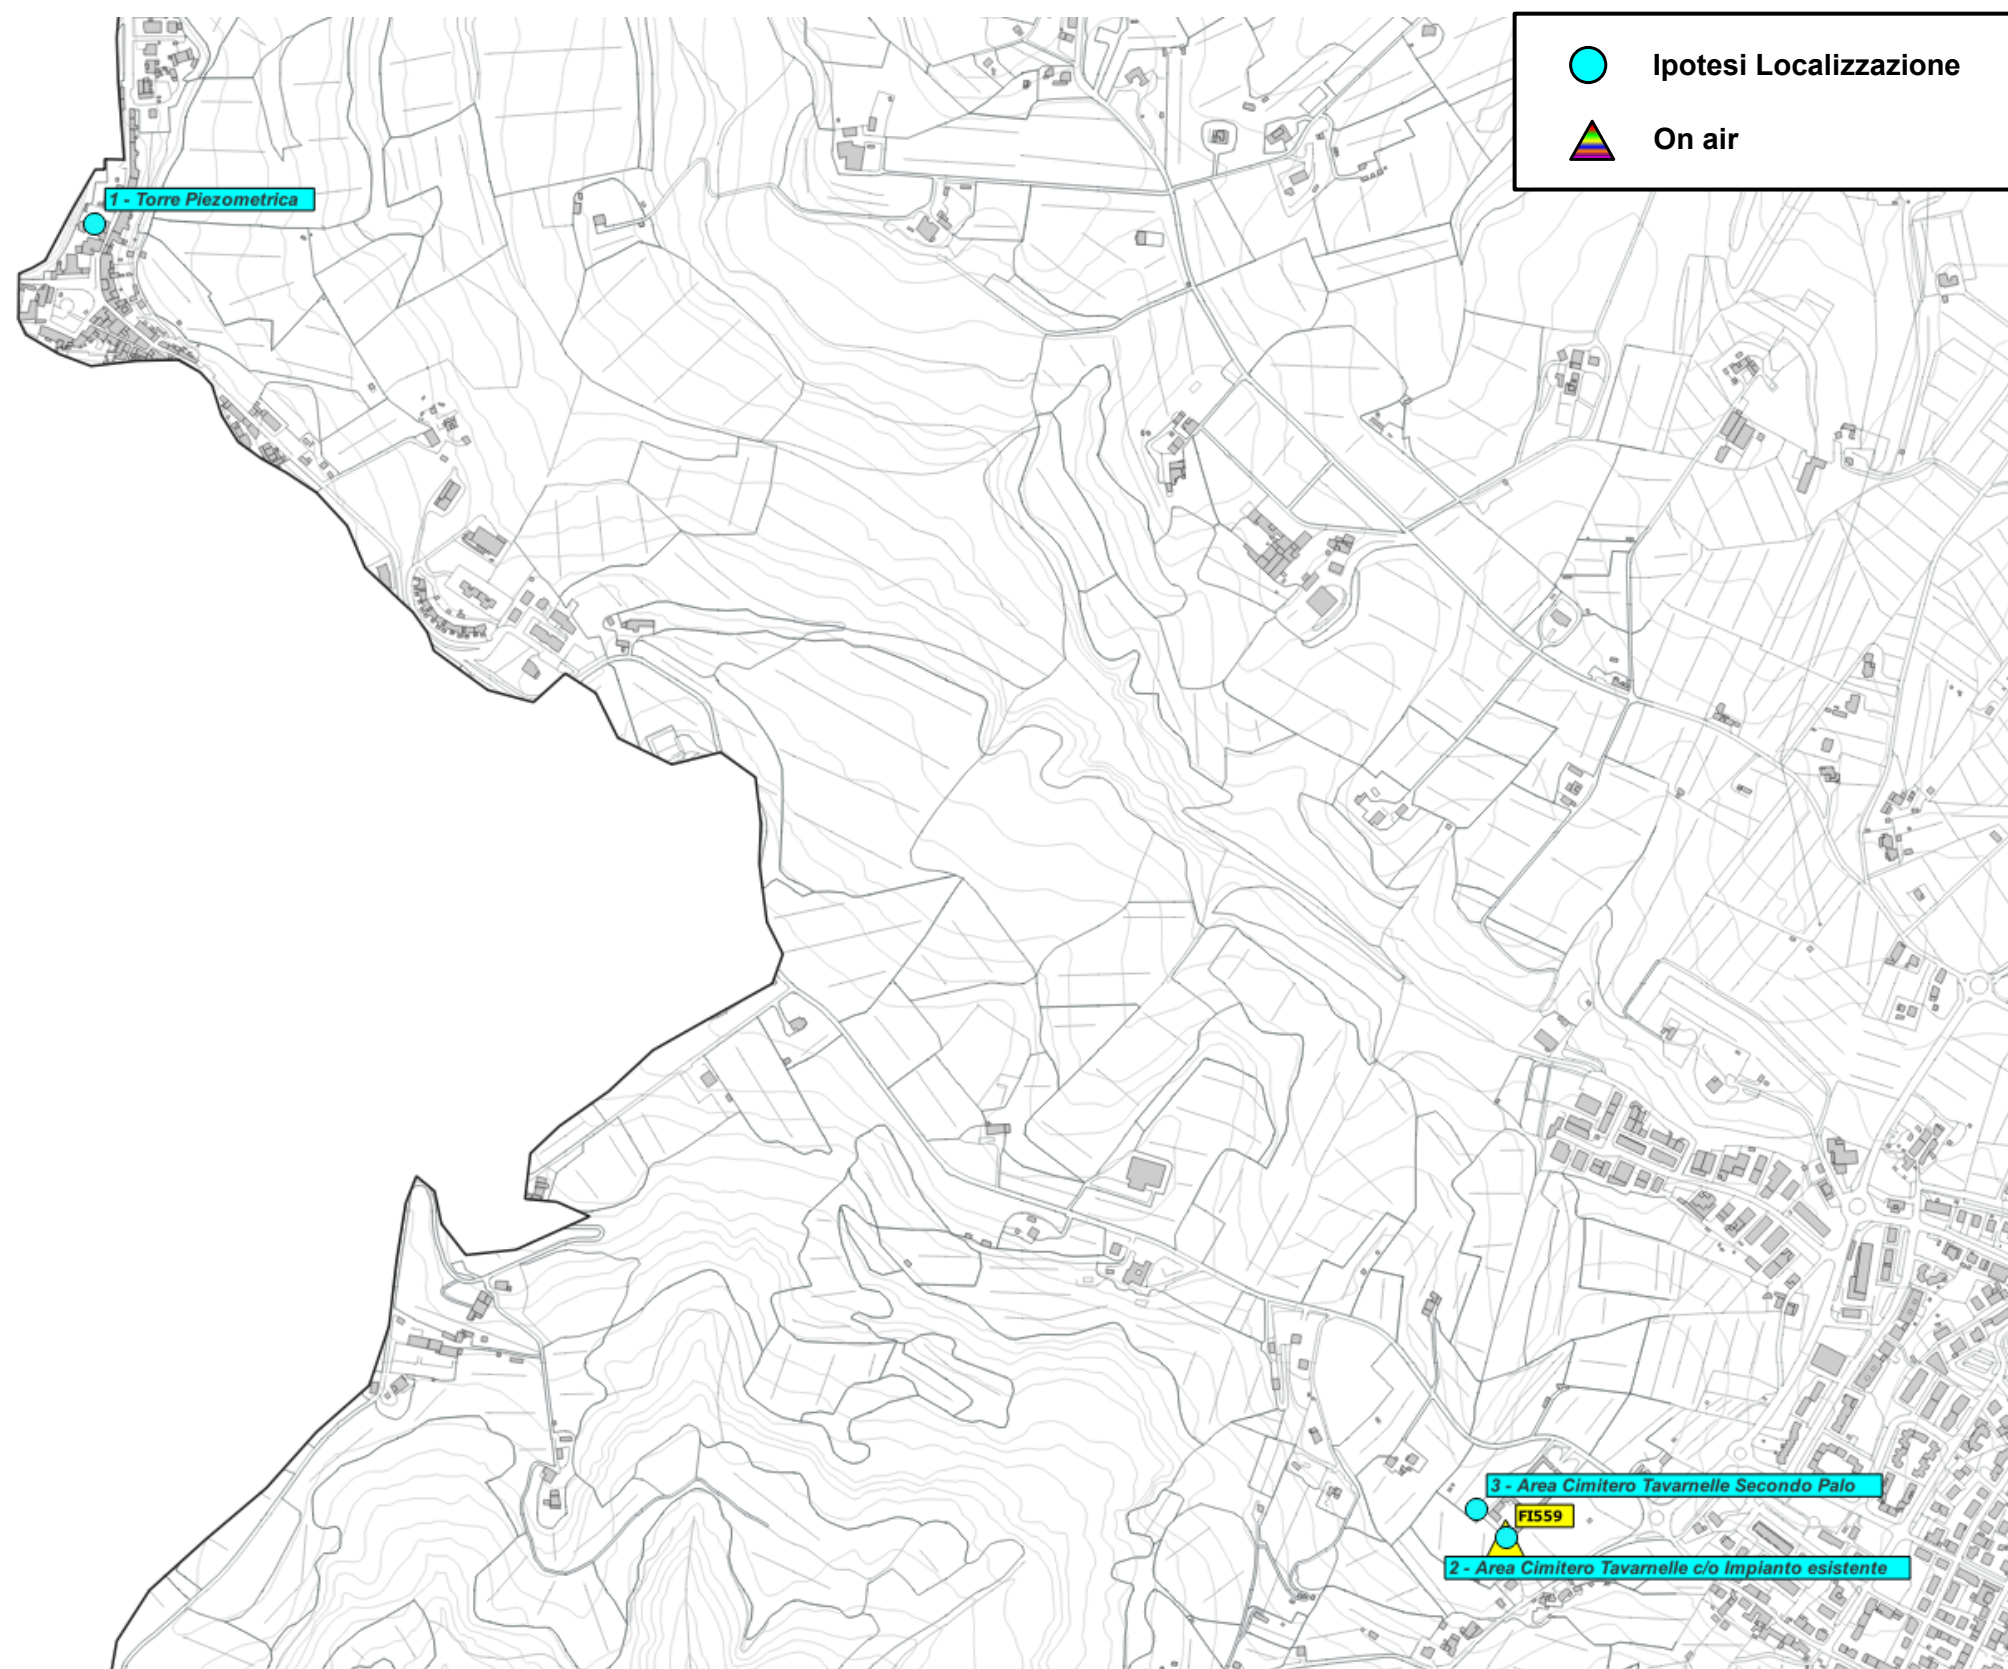 Ipotesi Localizzazione
On air
1 - Torre Piezometrica
3 - Area Cimitero Tavarnelle Secondo Palo
FI559
2 - Area Cimitero Tavarnelle c/o Impianto esistente